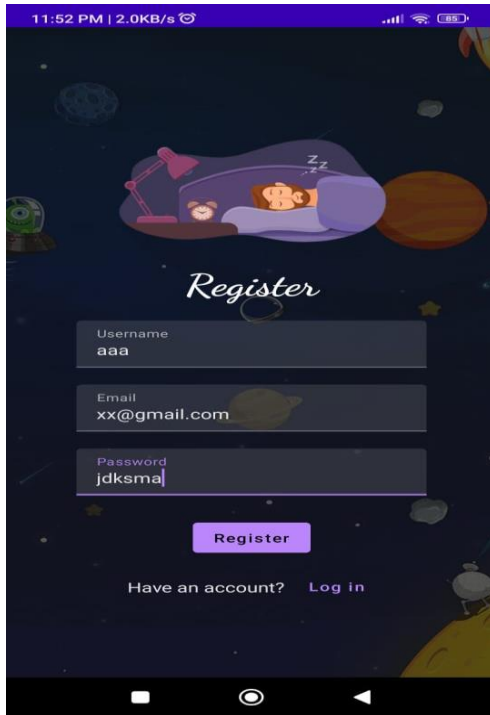 11:52 PM | 2.0KB/s
85
z z z
Register
Username
aaa
Email
xx@gmail.com
Password
jdksma
Register
Have an account? Log in